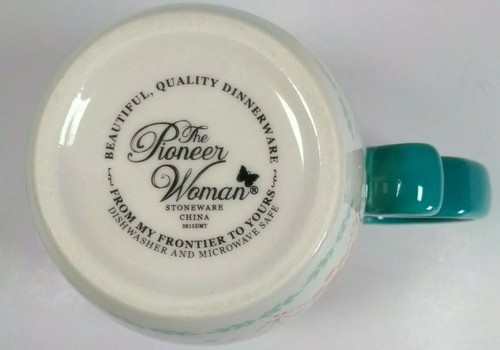 BEAUTIFUL, QUALITY DINNERWARE
The
Pioneer
Woman®
STONEWARE
CHINA
FROM MY FRONTIER TO YOURS
DISHWASHER AND MICROWAVE SAFE